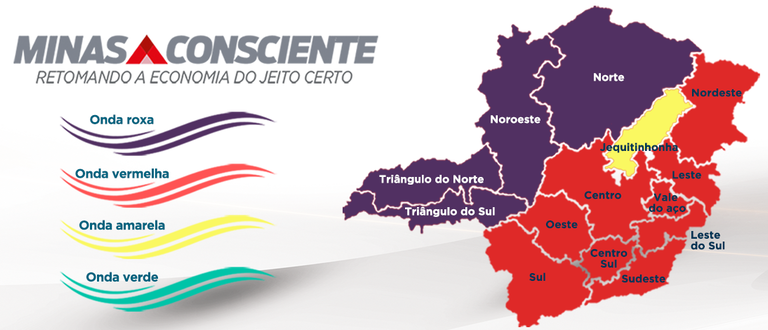 MINAS CONSCIENTE
RETOMANDO A ECONOMIA DO JEITO CERTO
Onda roxa
Onda vermelha
Onda amarela
Onda verde
Norte
Nordeste
Noroeste
Jequitinhonha
Triângulo do Norte
Leste
Centro
Vale
do aço
Triângulo do Sul
Oeste
Leste
do Sul
Centro
Sul
Sul
Sudeste